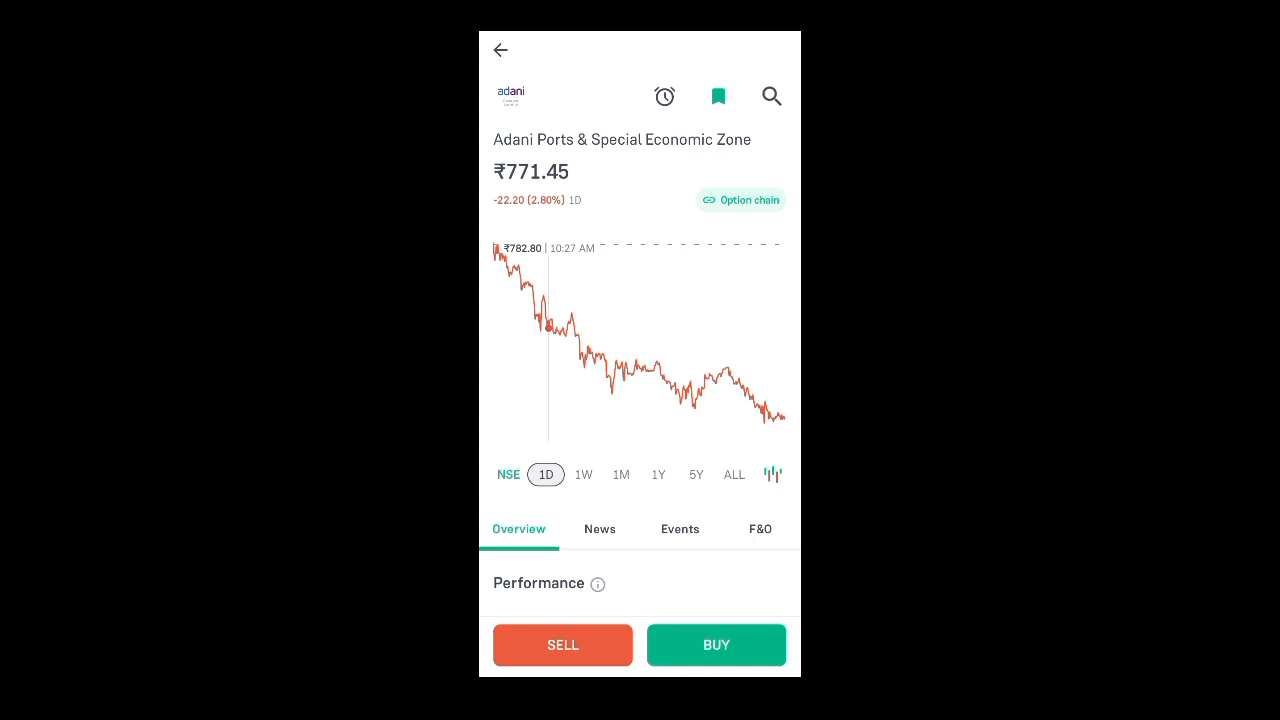 adani
Adani Ports & Special Economic Zone
₹771.45
-22.20 (2.80%) 1D
Option chain
₹782.80 | 10:27 AM
NSE 1D 1W 1M 1Y 5Y ALL
Overview News Events F&O
Performance
SELL BUY